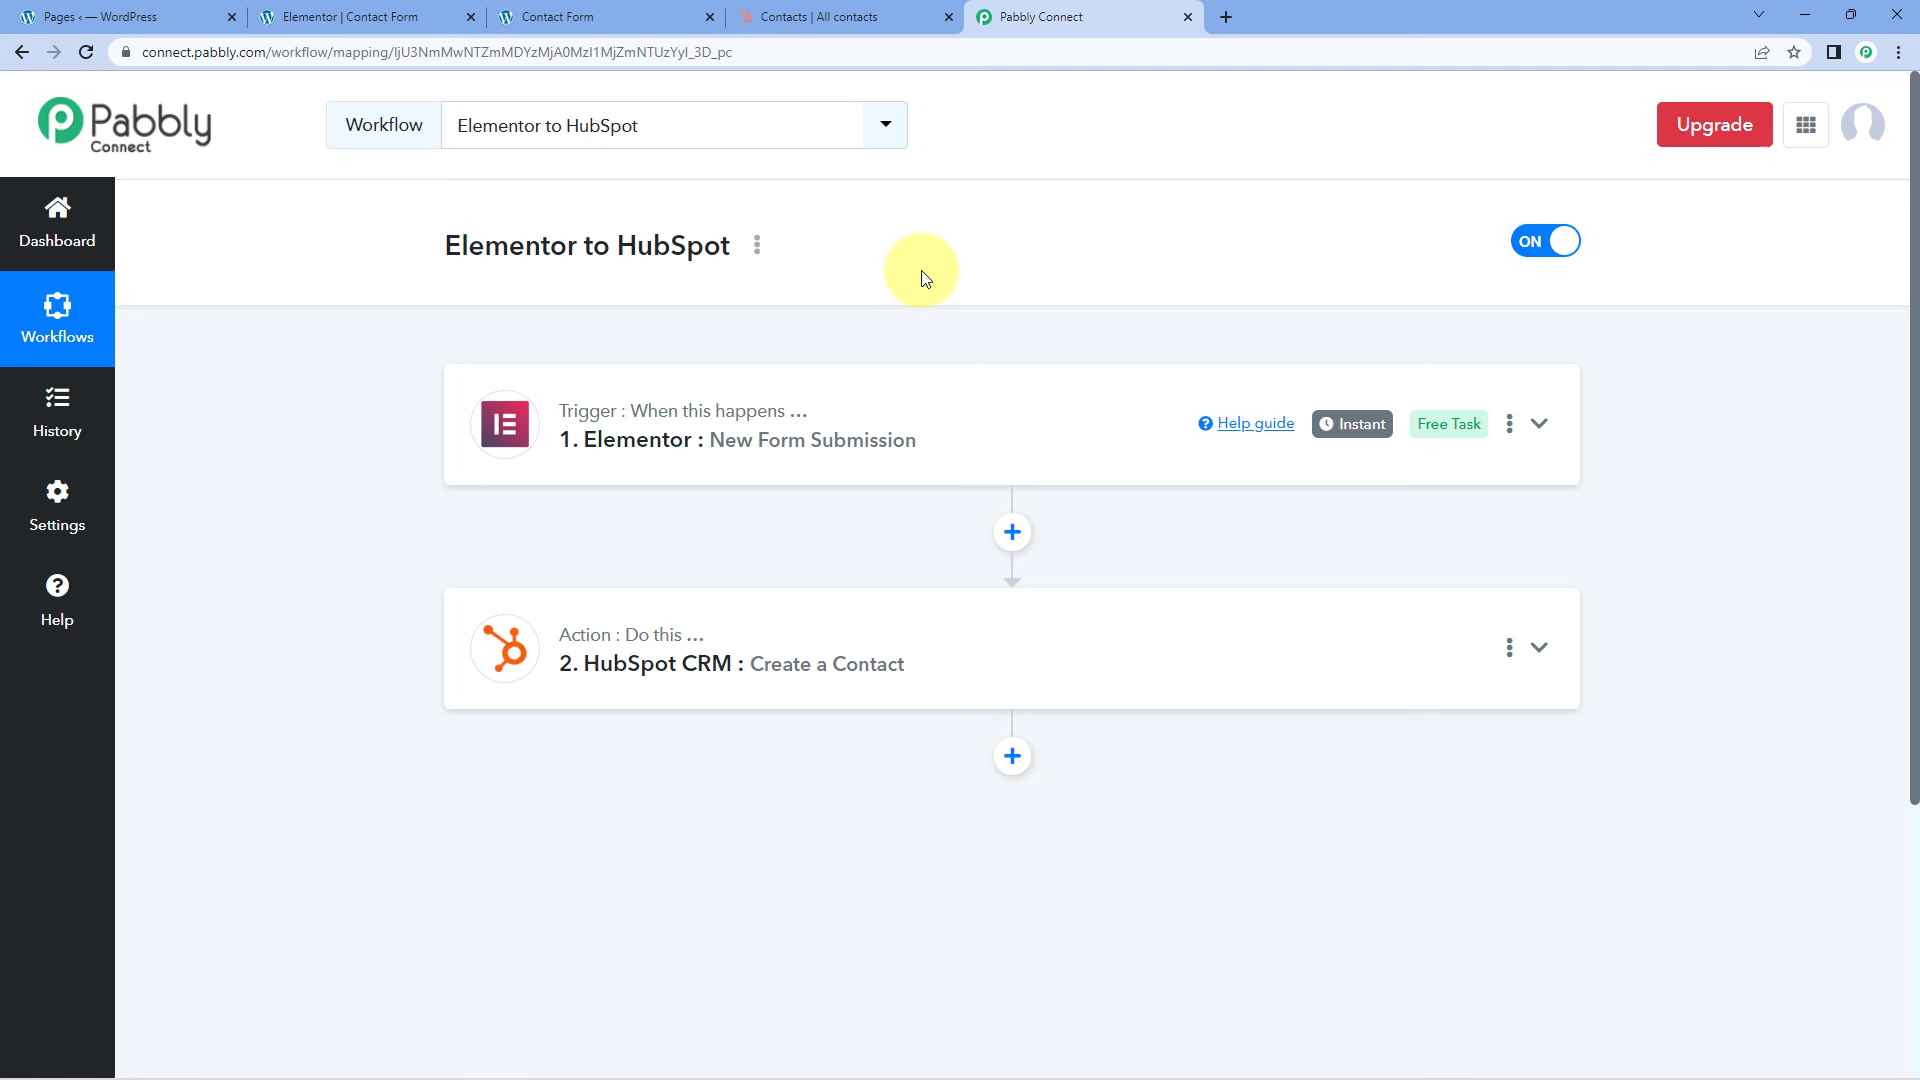 Pages ‹ — WordPress
Elementor | Contact Form
Contact Form
Contacts | All contacts
Pabbly Connect
connect.pabbly.com/workflow/mapping/IjU3NmMwNTZmMDYzMjA0MzI1MjZmNTUzYyI_3D_pc
Pabbly
Connect
Workflow
Elementor to HubSpot
Upgrade
Dashboard
Workflows
History
Settings
Help
Elementor to HubSpot
ON
Trigger : When this happens ...
1. Elementor : New Form Submission
Help guide
Instant
Free Task
Action : Do this ...
2. HubSpot CRM : Create a Contact